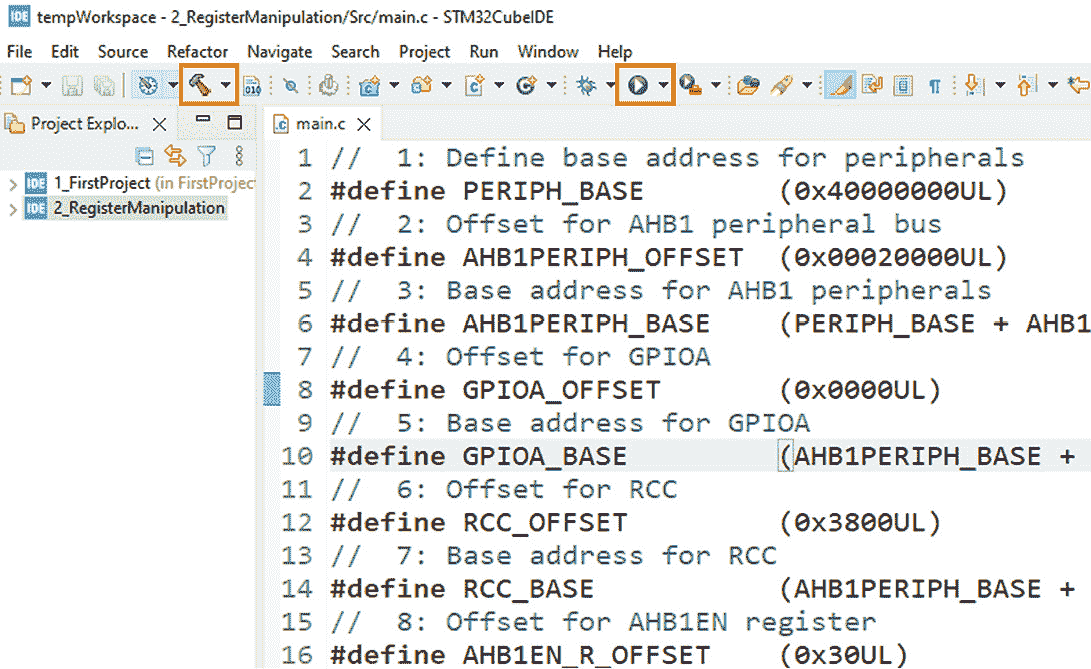 IDE tempWorkspace - 2_RegisterManipulation/Src/main.c - STM32CubeIDE
File Edit Source Refactor Navigate Search Project Run Window Help
010
Project Explo...
main.c
IDE 1_FirstProject (in FirstProjec
IDE 2_RegisterManipulation
1 // 1: Define base address for peripherals
2 #define PERIPH_BASE (0x40000000UL)
3 // 2: Offset for AHB1 peripheral bus
4 #define AHB1PERIPH_OFFSET (0x00020000UL)
5 // 3: Base address for AHB1 peripherals
6 #define AHB1PERIPH_BASE (PERIPH_BASE + AHB1
7 // 4: Offset for GPIOA
8 #define GPIOA_OFFSET (0x0000UL)
9 // 5: Base address for GPIOA
10 #define GPIOA_BASE (AHB1PERIPH_BASE +
11 // 6: Offset for RCC
12 #define RCC_OFFSET (0x3800UL)
13 // 7: Base address for RCC
14 #define RCC_BASE (AHB1PERIPH_BASE +
15 // 8: Offset for AHB1EN register
16 #define AHB1EN_R_OFFSET (0x30UL)